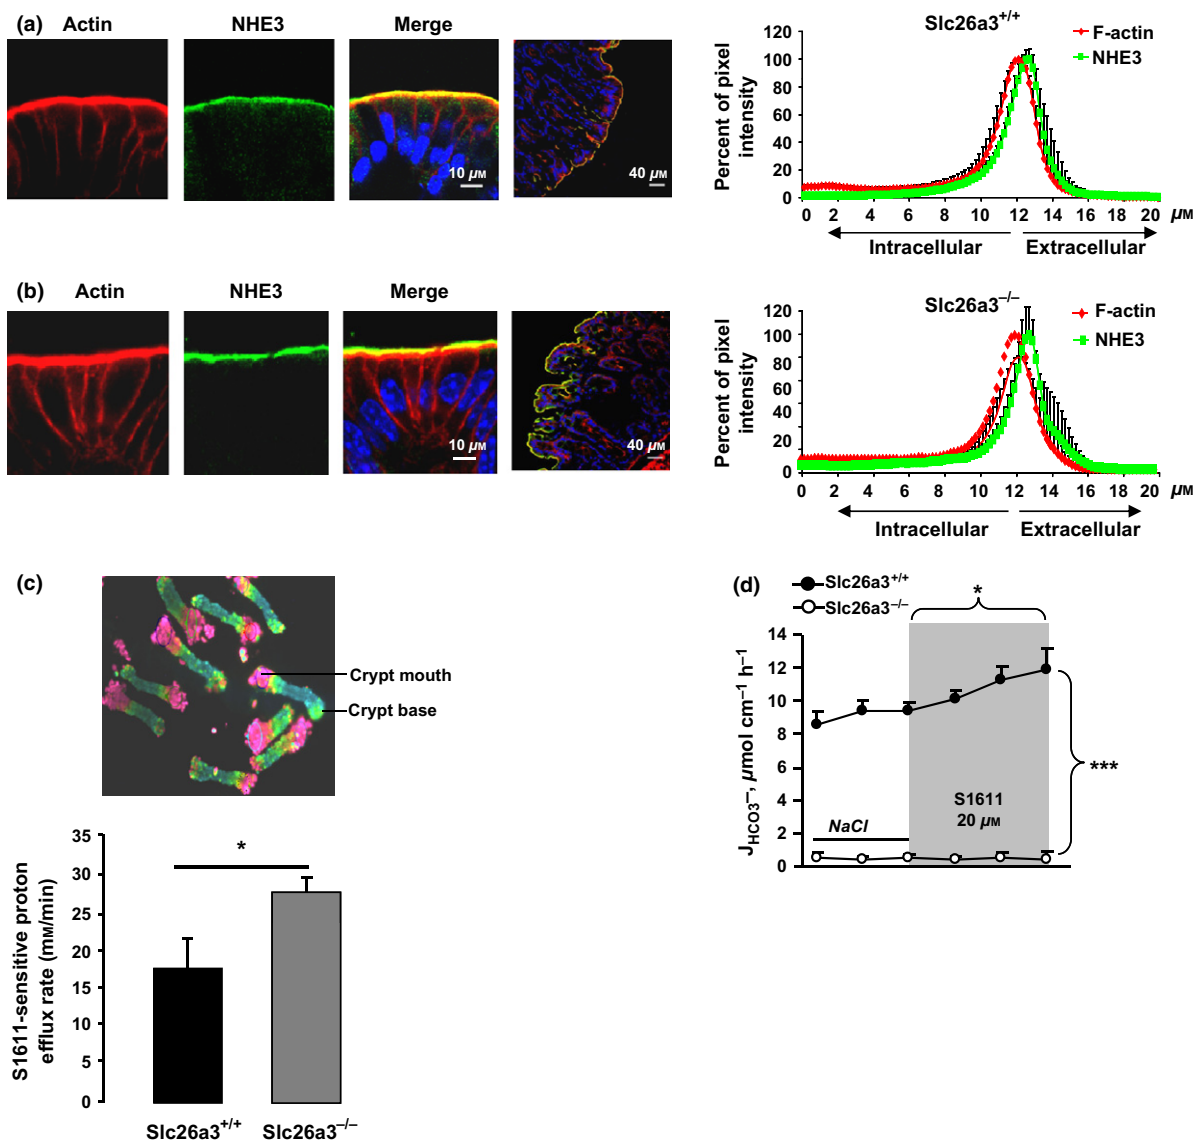 (a)
Actin
NHE3
Merge
10 µM
40 µM
Slc26a3+/+
F-actin
NHE3
Percent of pixel
intensity
120
100
80
60
40
20
0
0 2 4 6 8 10 12 14 16 18 20 µM
Intracellular
Extracellular
(b)
Actin
NHE3
Merge
10 µM
40 µM
Slc26a3–/–
F-actin
NHE3
Percent of pixel
intensity
120
100
80
60
40
20
0
0 2 4 6 8 10 12 14 16 18 20 µM
Intracellular
Extracellular
(c)
Crypt mouth
Crypt base
S1611-sensitive proton
efflux rate (mM/min)
35
30
25
20
15
10
5
0
*
Slc26a3+/+
Slc26a3–/–
(d)
Slc26a3+/+
Slc26a3–/–
*
JHCO3–, µmol cm–1 h–1
14
12
10
8
6
4
2
0
NaCl
S1611
20 µM
***